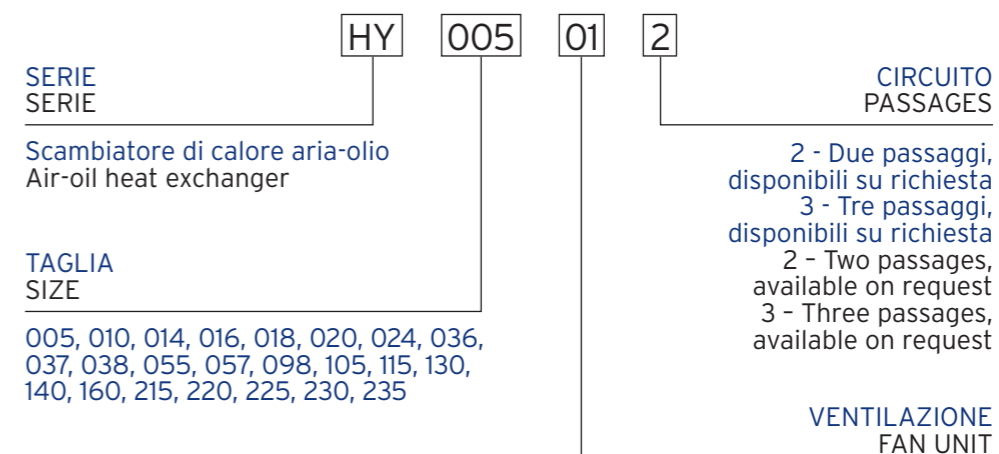 HY 005 01 2
SERIE
SERIE
Scambiatore di calore aria-olio
Air-oil heat exchanger
TAGLIA
SIZE
005, 010, 014, 016, 018, 020, 024, 036,
037, 038, 055, 057, 098, 105, 115, 130,
140, 160, 215, 220, 225, 230, 235
CIRCUITO
PASSAGES
2 - Due passaggi,
disponibili su richiesta
3 - Tre passaggi,
disponibili su richiesta
2 – Two passages,
available on request
3 – Three passages,
available on request
VENTILAZIONE
FAN UNIT